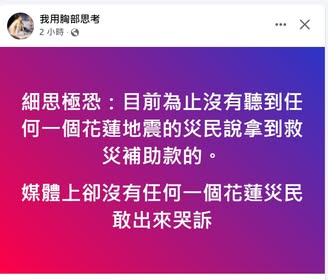 我用胸部思考
2 小時
細思極恐：目前為止沒有聽到任
何一個花蓮地震的災民說拿到救
災補助款的。
媒體上卻沒有任何一個花蓮災民
敢出來哭訴